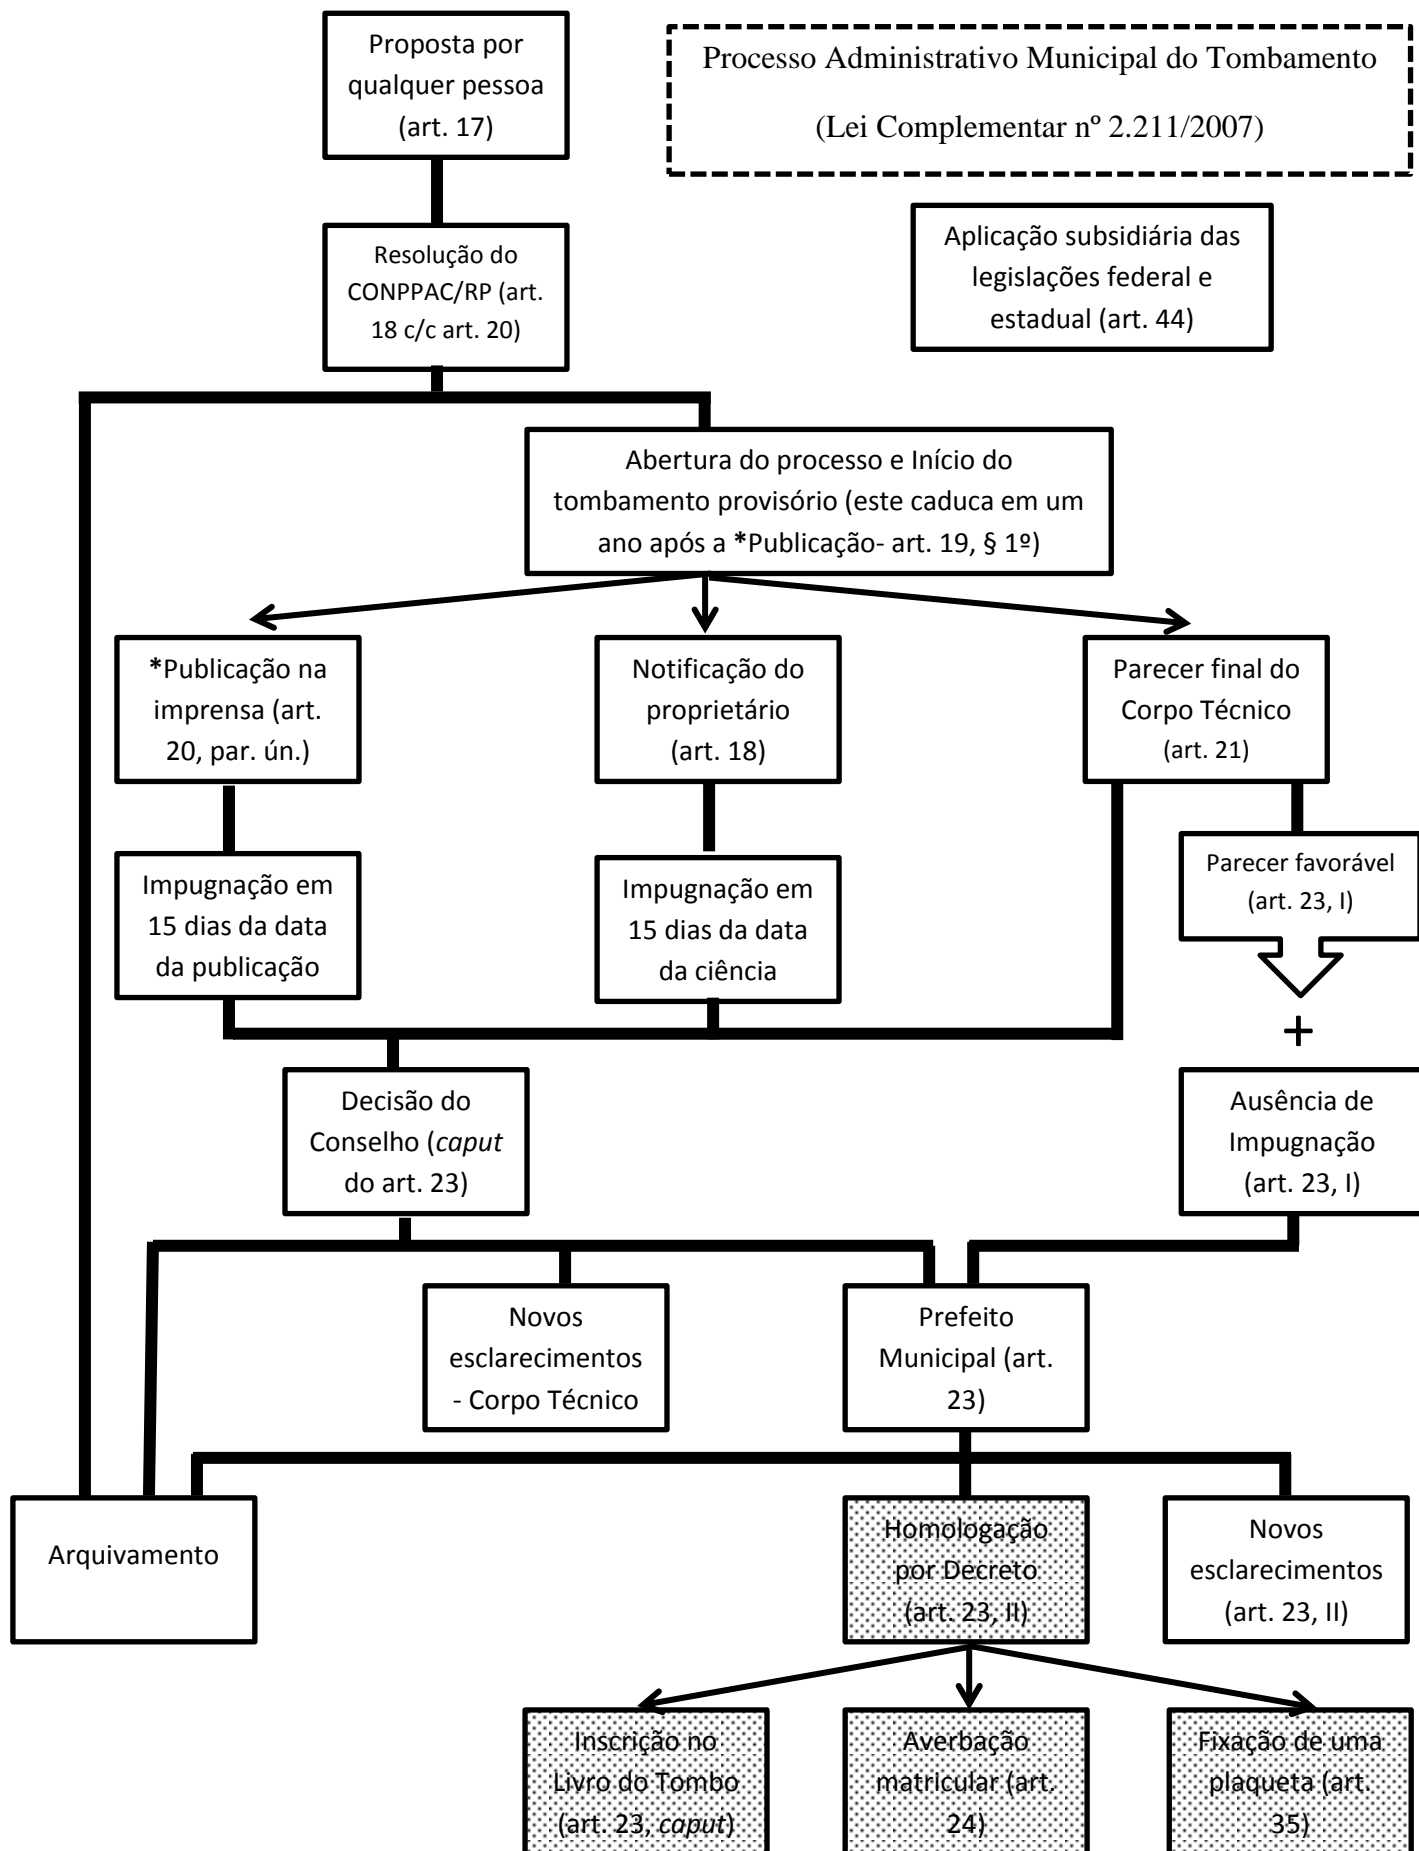 Proposta por
qualquer pessoa
(art. 17)
Processo Administrativo Municipal do Tombamento
(Lei Complementar nº 2.211/2007)
Resolução do
CONPPAC/RP (art.
18 c/c art. 20)
Aplicação subsidiária das
legislações federal e
estadual (art. 44)
Abertura do processo e Início do
tombamento provisório (este caduca em um
ano após a *Publicação- art. 19, § 1º)
*Publicação na
imprensa (art.
20, par. ún.)
Notificação do
proprietário
(art. 18)
Parecer final do
Corpo Técnico
(art. 21)
Parecer favorável
(art. 23, I)
Impugnação em
15 dias da data
da publicação
Impugnação em
15 dias da data
da ciência
+
Decisão do
Conselho (caput
do art. 23)
Ausência de
Impugnação
(art. 23, I)
Novos
esclarecimentos
- Corpo Técnico
Prefeito
Municipal (art.
23)
Arquivamento
Homologação
por Decreto
(art. 23, II)
Novos
esclarecimentos
(art. 23, II)
Inscrição no
Livro do Tombo
(art. 23, caput)
Averbação
matricular (art.
24)
Fixação de uma
plaqueta (art.
35)